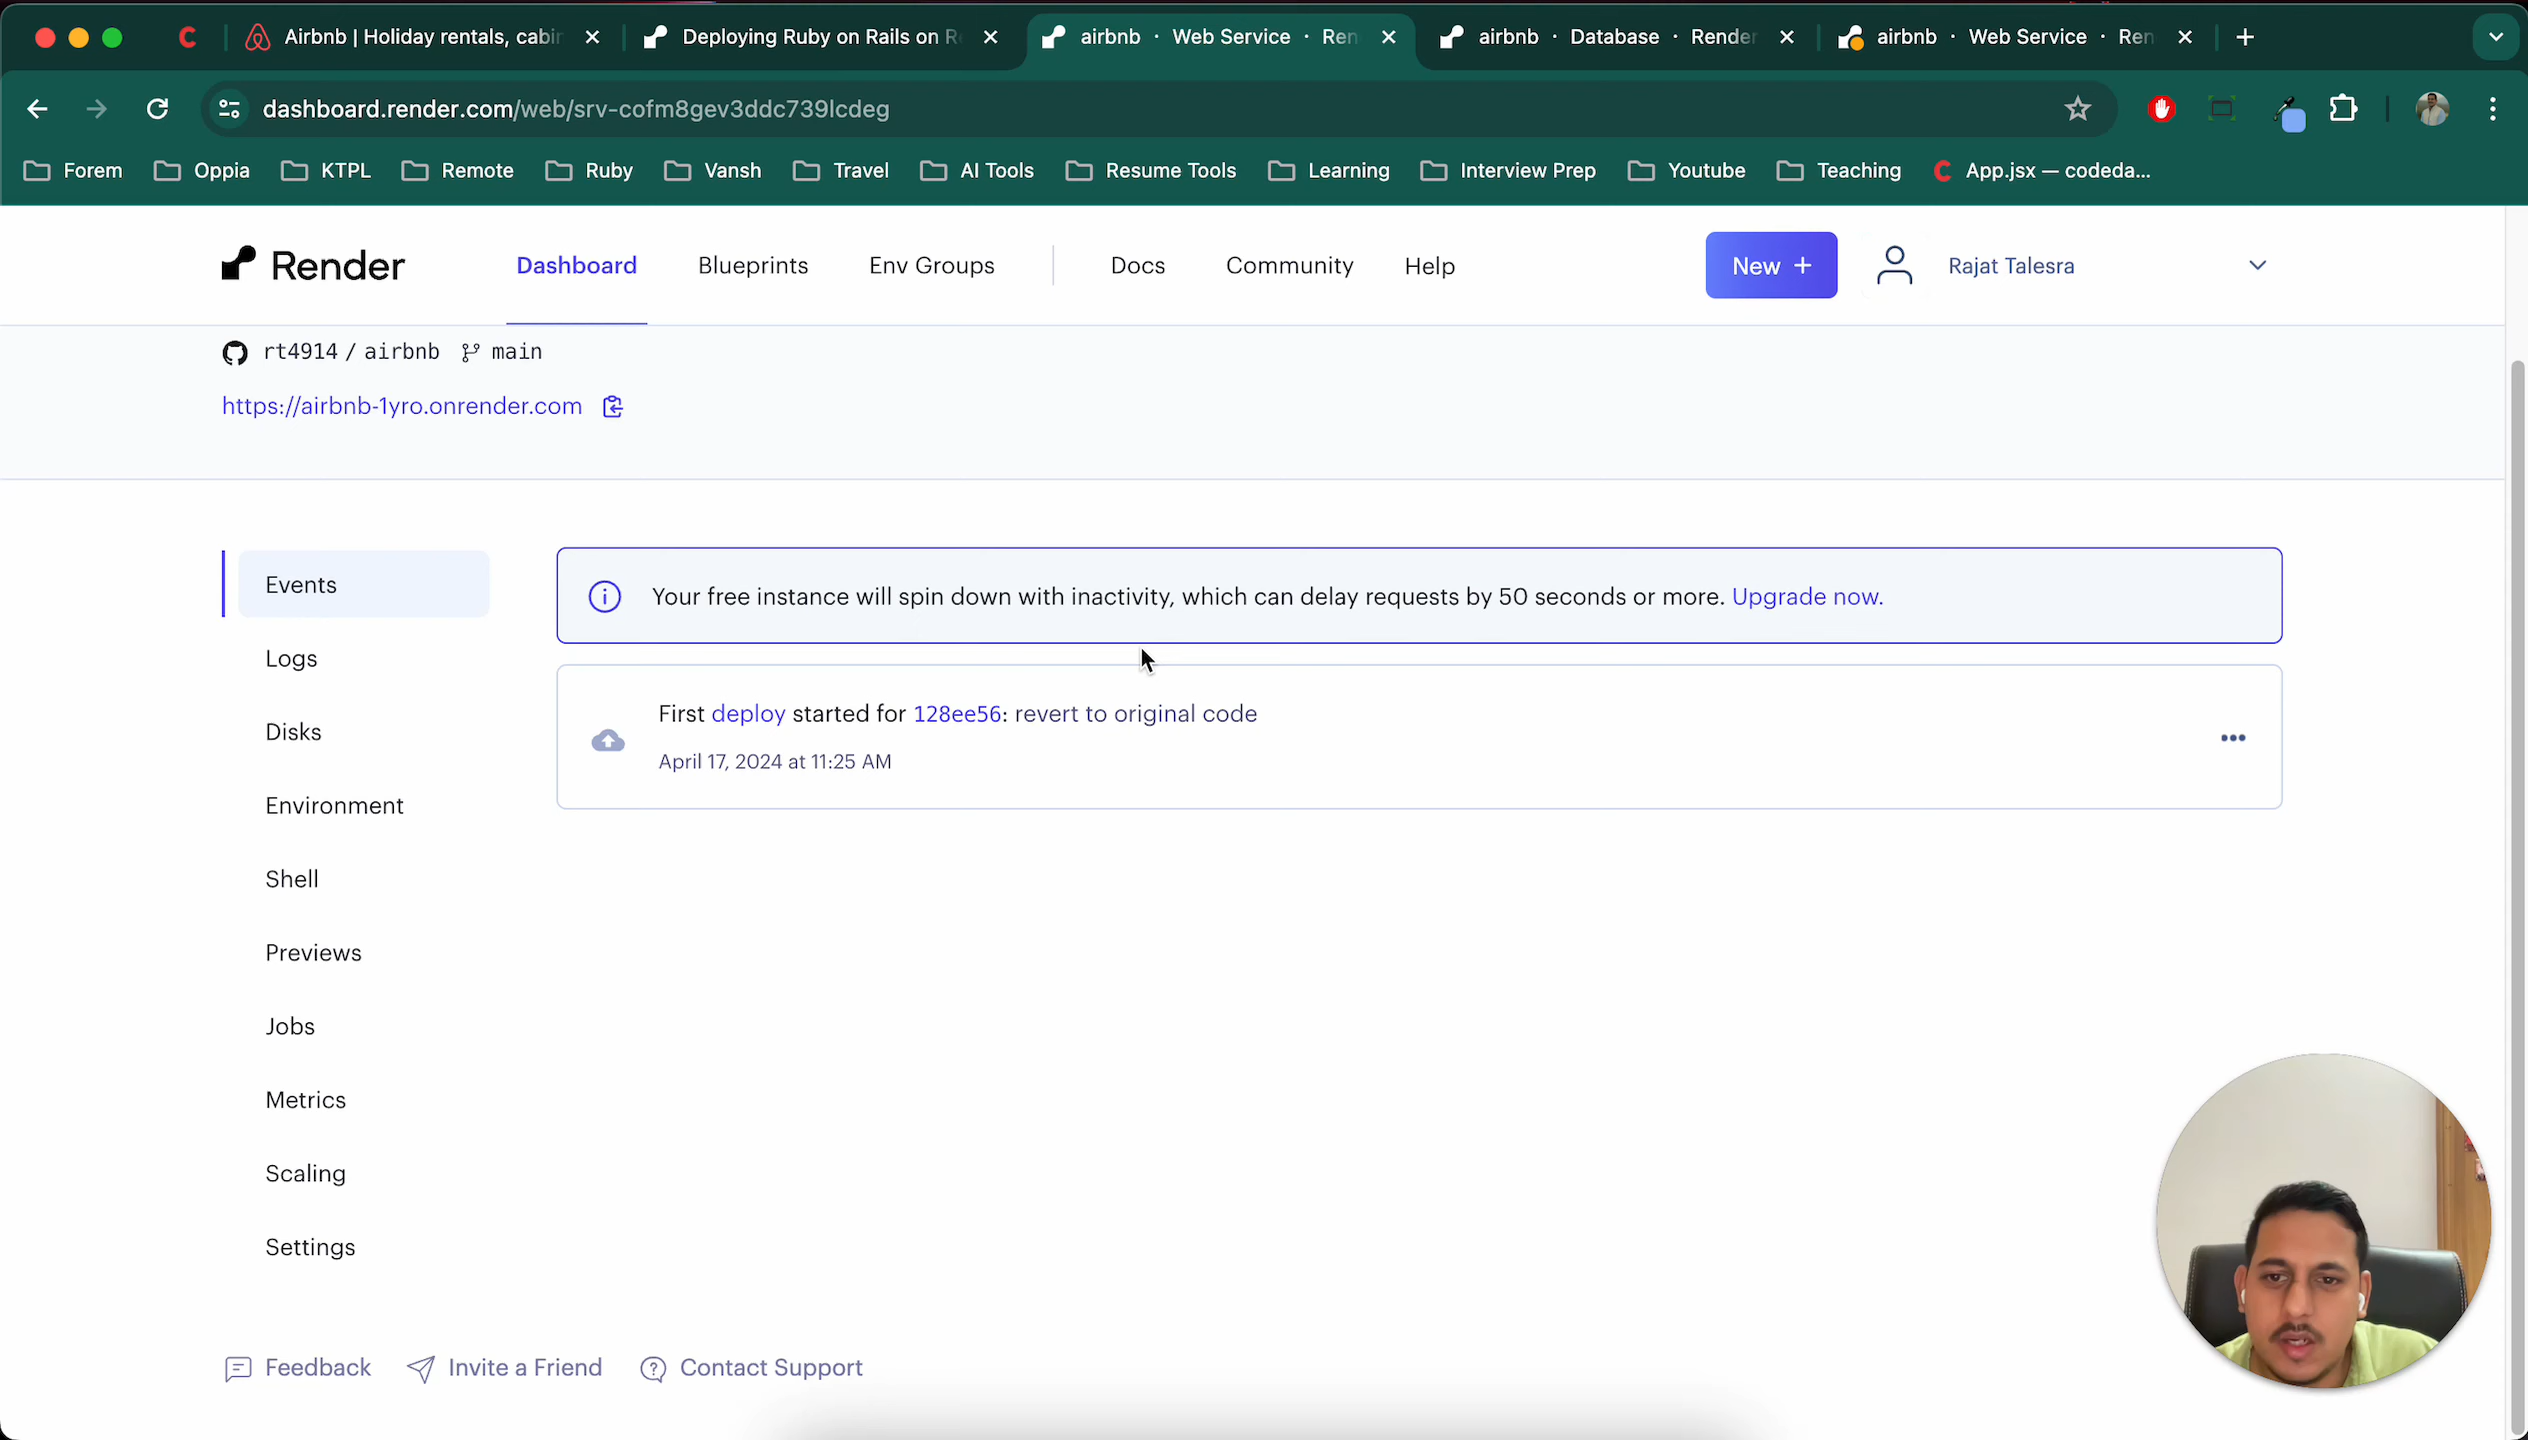 Airbnb | Holiday rentals, cabin
Deploying Ruby on Rails on R
airbnb · Web Service · Ren
airbnb · Database · Render
airbnb · Web Service · Ren
dashboard.render.com/web/srv-cofm8gev3ddc739lcdeg
Forem
Oppia
KTPL
Remote
Ruby
Vansh
Travel
AI Tools
Resume Tools
Learning
Interview Prep
Youtube
Teaching
App.jsx — codeda...
Render
Dashboard
Blueprints
Env Groups
Docs
Community
Help
New +
Rajat Talesra
rt4914 / airbnb main
https://airbnb-1yro.onrender.com
Events
Logs
Disks
Environment
Shell
Previews
Jobs
Metrics
Scaling
Settings
Your free instance will spin down with inactivity, which can delay requests by 50 seconds or more. Upgrade now.
First deploy started for 128ee56: revert to original code
April 17, 2024 at 11:25 AM
Feedback
Invite a Friend
Contact Support